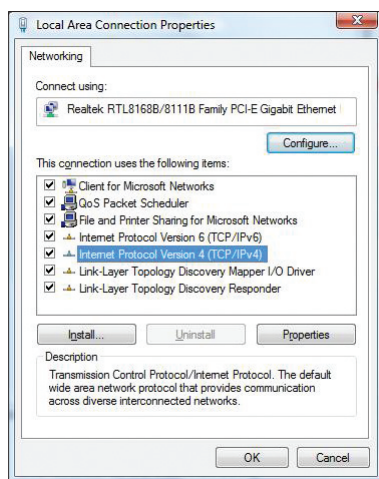 Local Area Connection Properties
Networking
Connect using:
Realtek RTL8168B/8111B Family PCI-E Gigabit Ethernet
Configure...
This connection uses the following items:
Client for Microsoft Networks
QoS Packet Scheduler
File and Printer Sharing for Microsoft Networks
Internet Protocol Version 6 (TCP/IPv6)
Internet Protocol Version 4 (TCP/IPv4)
Link-Layer Topology Discovery Mapper I/O Driver
Link-Layer Topology Discovery Responder
Install... Uninstall Properties
Description
Transmission Control Protocol/Internet Protocol. The default
wide area network protocol that provides communication
across diverse interconnected networks.
OK Cancel